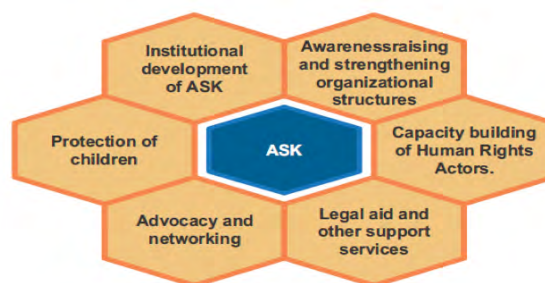 Institutional
development
of ASK
Awarenessraising
and strengthening
organizational
structures
Protection of
children
ASK
Capacity building
of Human Rights
Actors.
Advocacy and
networking
Legal aid and
other support
services